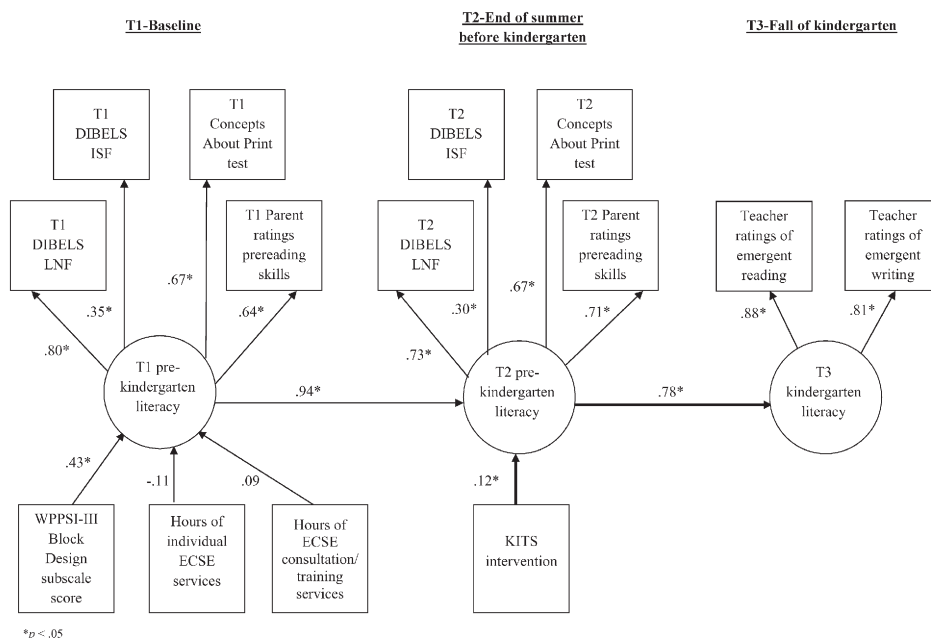 T1-Baseline
T2-End of summer
before kindergarten
T3-Fall of kindergarten
T1
DIBELS
ISF
T1
Concepts
About Print
test
T2
DIBELS
ISF
T2
Concepts
About Print
test
T1
DIBELS
LNF
T1 Parent
ratings
prereading
skills
T2
DIBELS
LNF
T2 Parent
ratings
prereading
skills
Teacher
ratings of
emergent
reading
Teacher
ratings of
emergent
writing
.80*
.35*
.67*
.64*
.73*
.30*
.67*
.71*
.88*
.81*
T1 pre-
kindergarten
literacy
.94*
T2 pre-
kindergarten
literacy
.78*
T3
kindergarten
literacy
.43*
-.11
.09
.12*
WPPSI-III
Block
Design
subscale
score
Hours of
individual
ECSE
services
Hours of
ECSE
consultation/
training
services
KITS
intervention
*p < .05